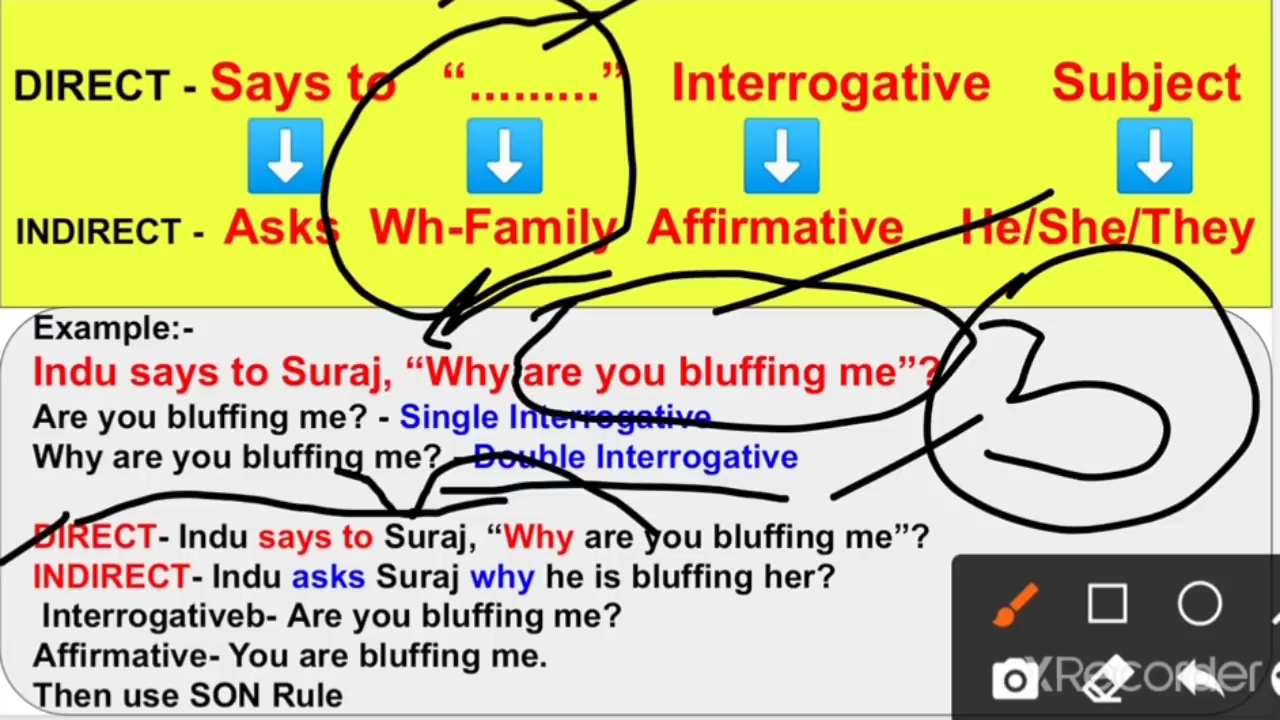 DIRECT - Says to “.........” Interrogative Subject
INDIRECT - Asks Wh-Family Affirmative He/She/They
Example:-
Indu says to Suraj, “Why are you bluffing me”?
Are you bluffing me? - Single Interrogative
Why are you bluffing me? - Double Interrogative
DIRECT- Indu says to Suraj, “Why are you bluffing me”?
INDIRECT- Indu asks Suraj why he is bluffing her?
Interrogativeb- Are you bluffing me?
Affirmative- You are bluffing me.
Then use SON Rule
XRecorder